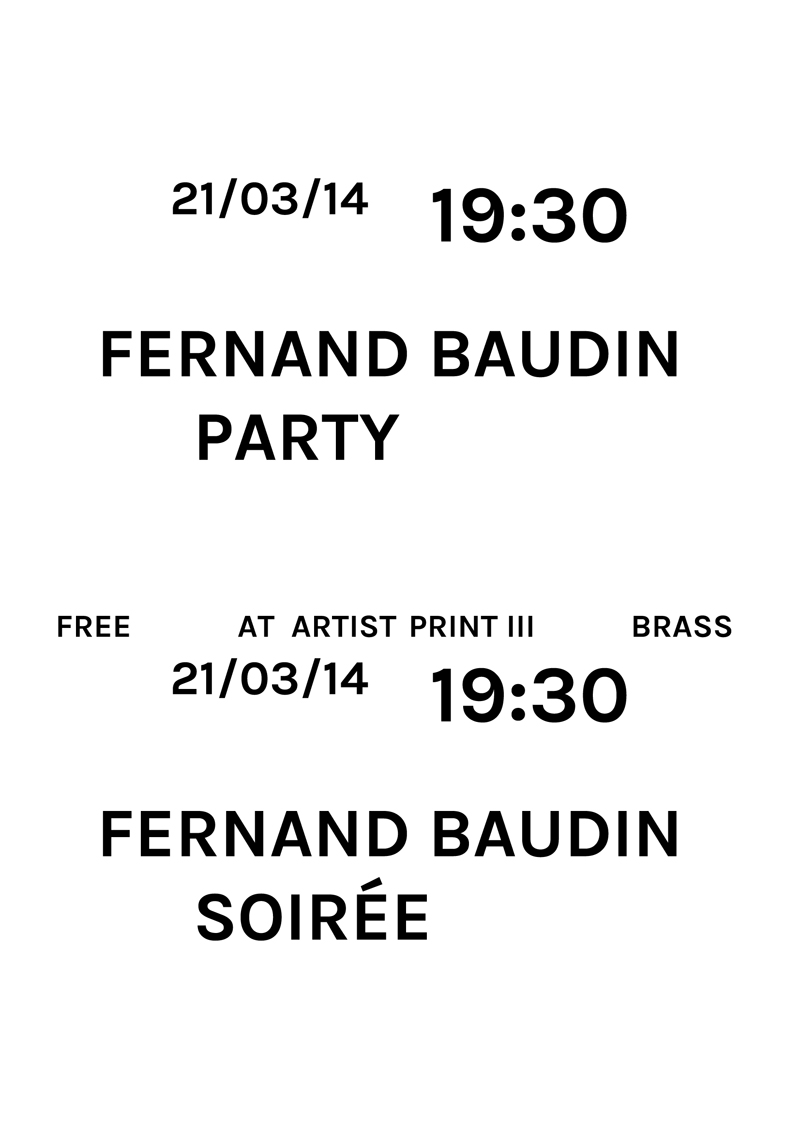 21/03/14 19:30
FERNAND BAUDIN
PARTY
FREE AT ARTIST PRINT III BRASS
21/03/14 19:30
FERNAND BAUDIN
SOIRÉE